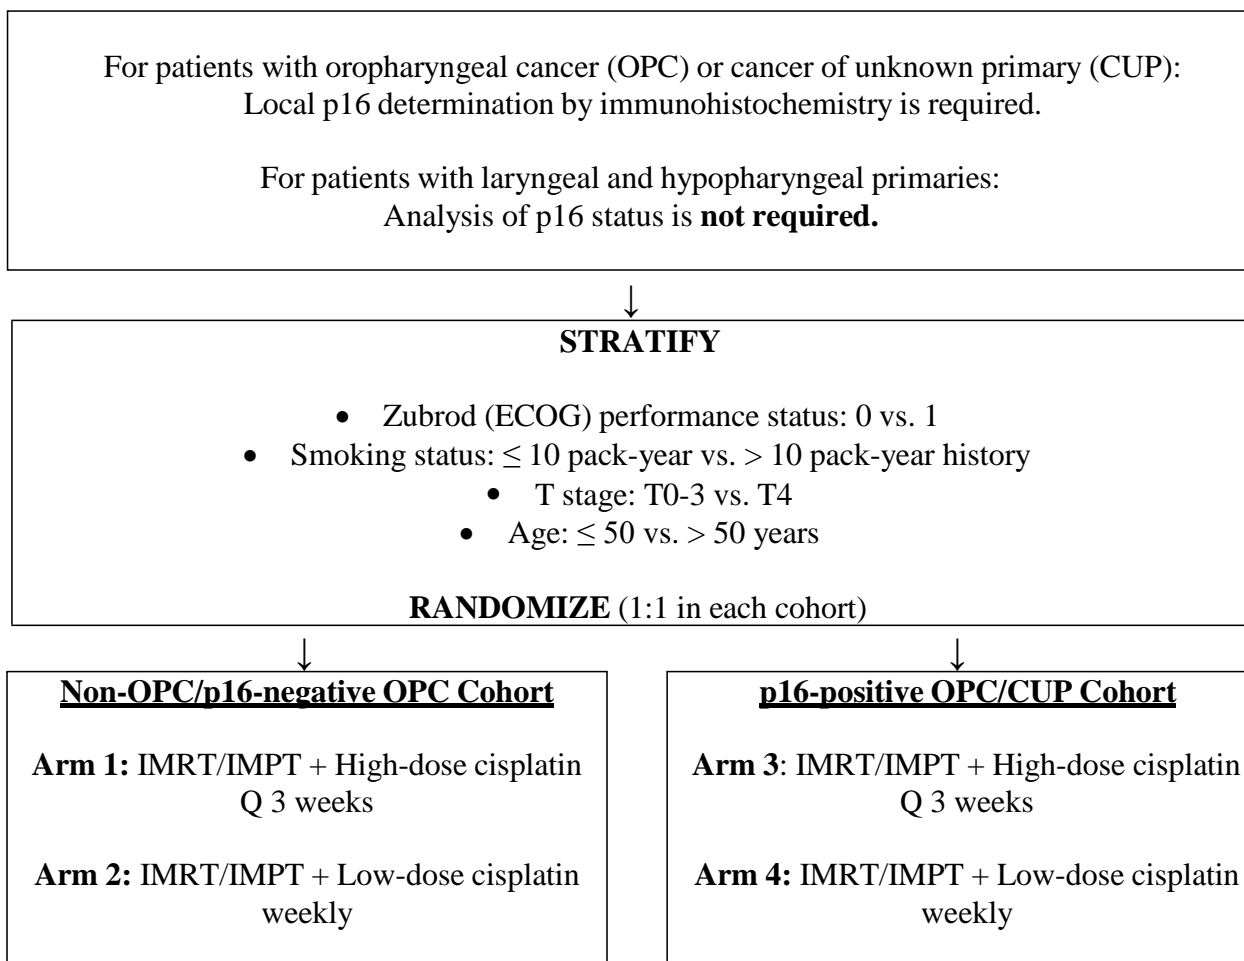 For patients with oropharyngeal cancer (OPC) or cancer of unknown primary (CUP):
Local p16 determination by immunohistochemistry is required.
For patients with laryngeal and hypopharyngeal primaries:
Analysis of p16 status is not required.
↓
STRATIFY
• Zubrod (ECOG) performance status: 0 vs. 1
• Smoking status: ≤ 10 pack-year vs. > 10 pack-year history
• T stage: T0-3 vs. T4
• Age: ≤ 50 vs. > 50 years
RANDOMIZE (1:1 in each cohort)
↓ ↓
Non-OPC/p16-negative OPC Cohort
Arm 1: IMRT/IMPT + High-dose cisplatin
Q 3 weeks
Arm 2: IMRT/IMPT + Low-dose cisplatin
weekly
p16-positive OPC/CUP Cohort
Arm 3: IMRT/IMPT + High-dose cisplatin
Q 3 weeks
Arm 4: IMRT/IMPT + Low-dose cisplatin
weekly